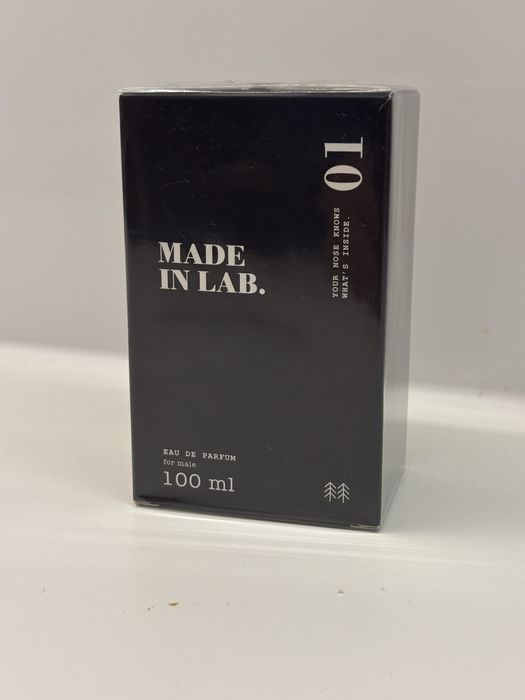 01
YOUR NOSE KNOWS
WHAT'S INSIDE.
MADE
IN LAB.
EAU DE PARFUM
for male
100 ml